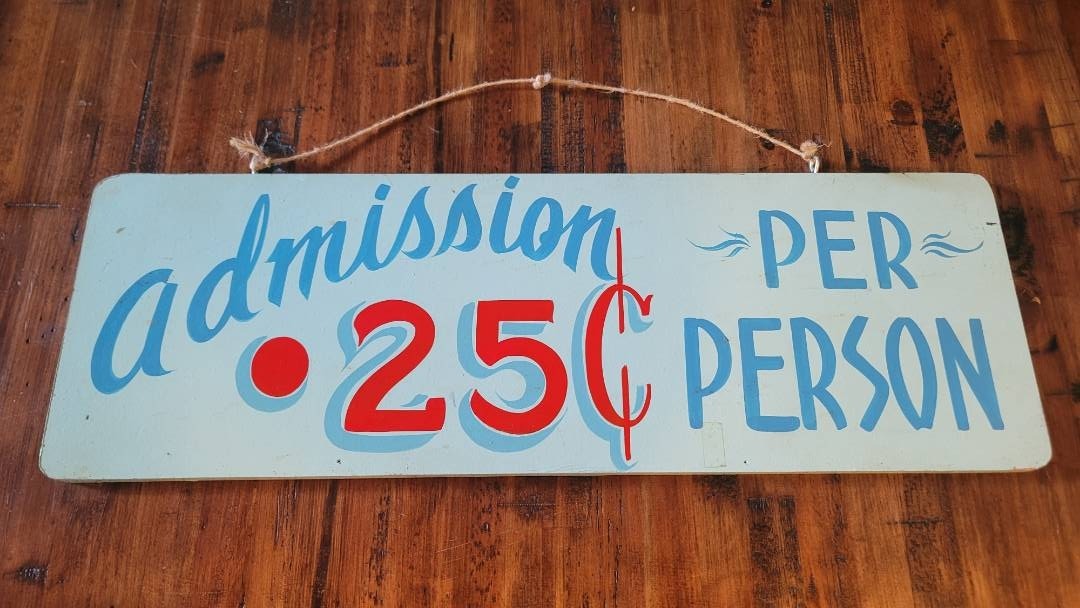 admission
.25¢
PER
PERSON